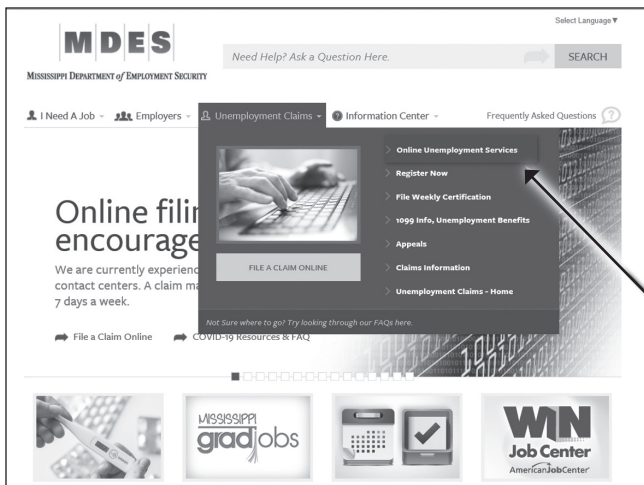 Select Language▼
MDES
MISSISSIPPI DEPARTMENT of EMPLOYMENT SECURITY
Need Help? Ask a Question Here.
SEARCH
I Need A Job
Employers
Unemployment Claims
Information Center
Frequently Asked Questions ?
Online Unemployment Services
Register Now
File Weekly Certification
1099 Info, Unemployment Benefits
Appeals
Claims Information
Unemployment Claims – Home
FILE A CLAIM ONLINE
Not Sure where to go? Try looking through our FAQs here.
Online
encourage
We are currently
contact centers. A claim
7 days a week.
File a Claim Online
COVID-19 Resources & FAQ
MISSISSIPPI
gradjobs
WIN
Job Center
AmericanJobCenter